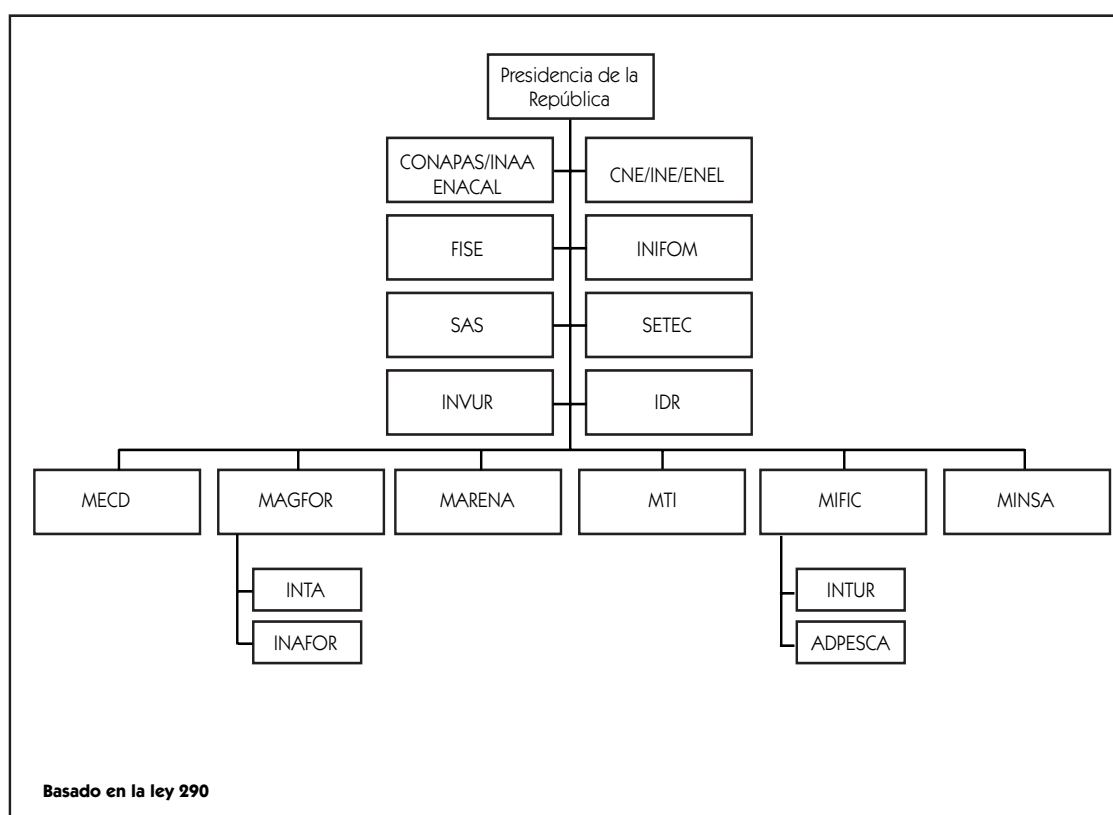 Presidencia de la
República
CONAPAS/INAA
ENACAL
CNE/INE/ENEL
FISE
INIFOM
SAS
SETEC
INVUR
IDR
MECD
MAGFOR
MARENA
MTI
MIFIC
MINSA
INTA
INTUR
INAFOR
ADPESCA
Basado en la ley 290